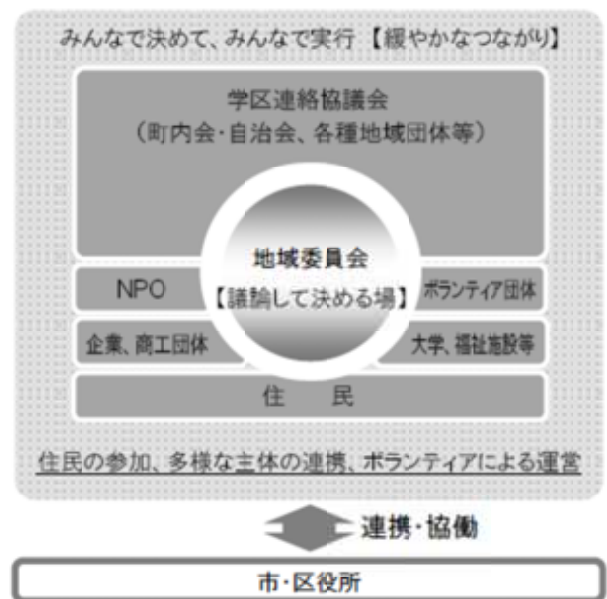 みんなで決めて、みんなで実行 【緩やかなつながり】
学区連絡協議会
（町内会・自治会、各種地域団体等）
地域委員会
【議論して決める場】
NPO
ボランティア団体
企業、商工団体
大学、福祉施設等
住　民
住民の参加、多様な主体の連携、ボランティアによる運営
連携・協働
市・区役所